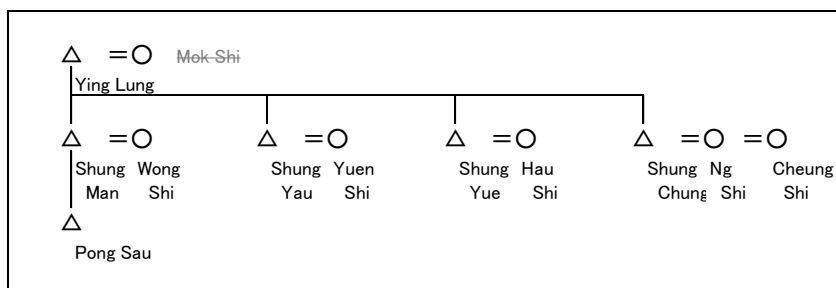 Mok Shi
Ying Lung
Shung Wong Shung Yuen Shung Hau Shung Ng Cheung
Man Shi Yau Shi Yue Shi Chung Shi Shi
Pong Sau